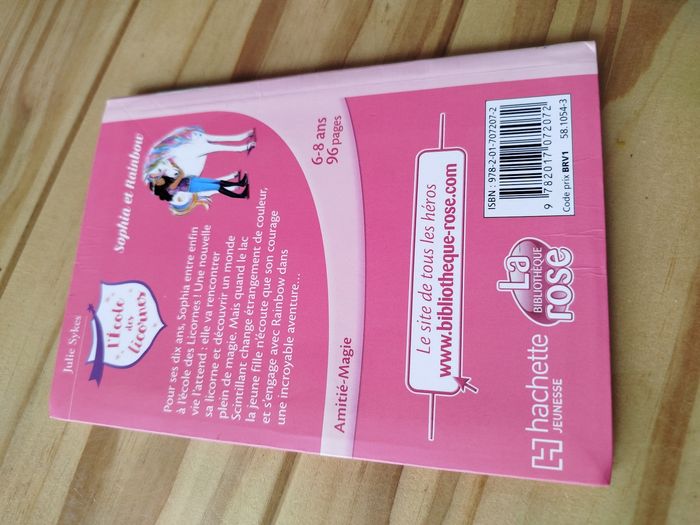 Julie Sykes
l'École
des
licornes
Sophia et Rainbow
Pour ses dix ans, Sophia entre enfin
à l'école des Licornes ! Une nouvelle
vie l'attend : elle va rencontrer
sa licorne et découvrir un monde
plein de magie. Mais quand le lac
Scintillant change étrangement de couleur,
la jeune fille n'écoute que son courage
et s'engage avec Rainbow dans
une incroyable aventure...
6-8 ans
96 pages
Amitié-Magie
Le site de tous les héros
www.bibliotheque-rose.com
hachette
JEUNESSE
La
BIBLIOTHÈQUE
rose
ISBN : 978-2-01-707207-2
9 782017 072072
Code prix BRV1 58.1054-3